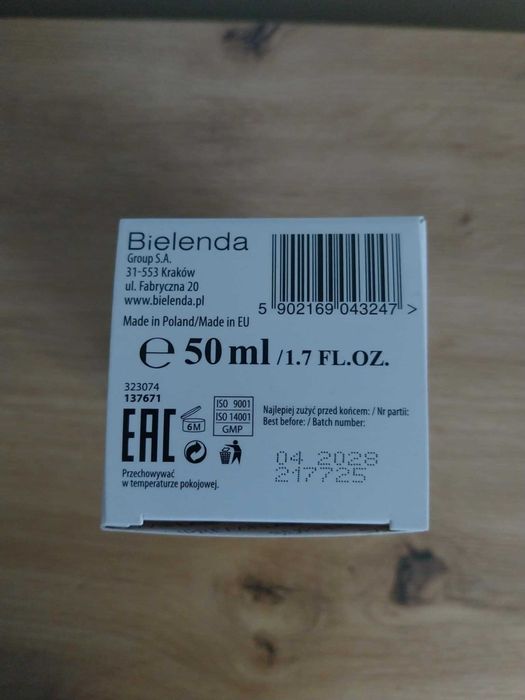 Bielenda
Group S.A.
31-553 Kraków
ul. Fabryczna 20
www.bielenda.pl
Made in Poland/Made in EU
5 902169 043247 >
e 50 ml / 1.7 FL.OZ.
323074
137671
EAC
6 M
ISO 9001
ISO 14001
GMP
Najlepiej zużyć przed końcem: / Nr partii:
Best before: / Batch number:
04 2028
217725
Przechowywać
w temperaturze pokojowej.